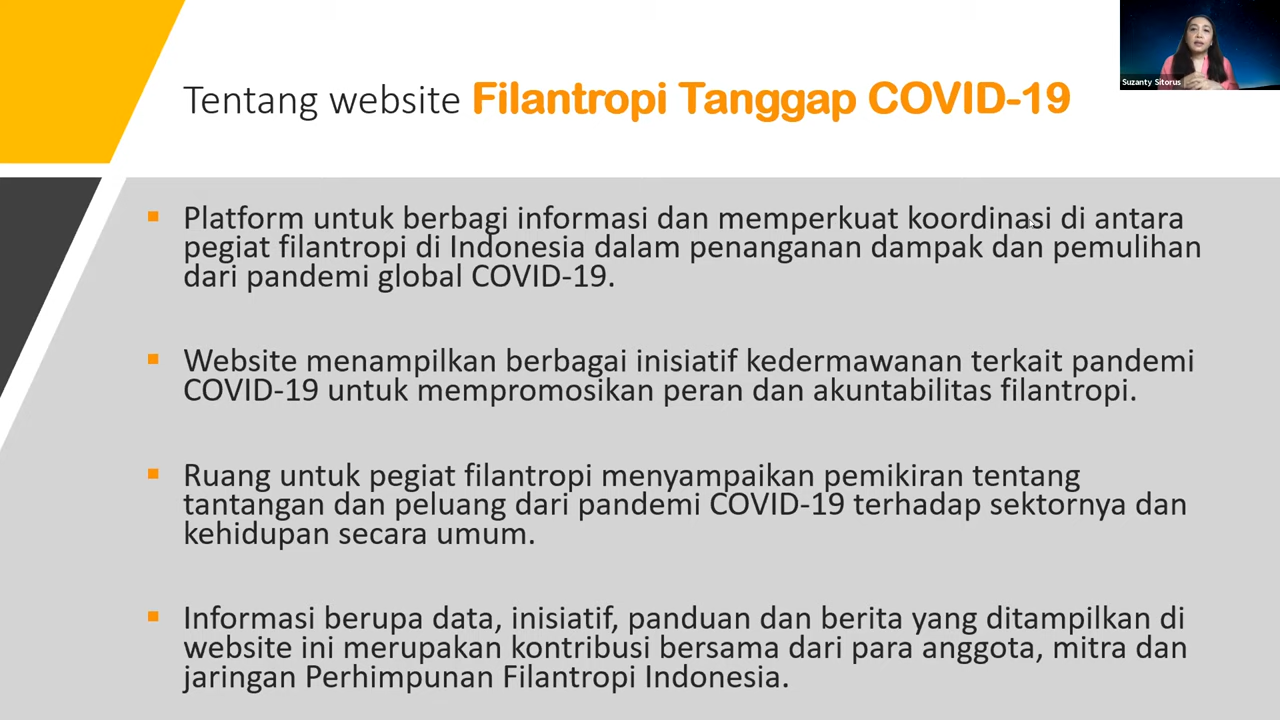 Suzanty Sitorus
Tentang website Filantropi Tanggap COVID-19
Platform untuk berbagi informasi dan memperkuat koordinasi di antara
pegiat filantropi di Indonesia dalam penanganan dampak dan pemulihan
dari pandemi global COVID-19.
Website menampilkan berbagai inisiatif kedermawanan terkait pandemi
COVID-19 untuk mempromosikan peran dan akuntabilitas filantropi.
Ruang untuk pegiat filantropi menyampaikan pemikiran tentang
tantangan dan peluang dari pandemi COVID-19 terhadap sektornya dan
kehidupan secara umum.
Informasi berupa data, inisiatif, panduan dan berita yang ditampilkan di
website ini merupakan kontribusi bersama dari para anggota, mitra dan
jaringan Perhimpunan Filantropi Indonesia.